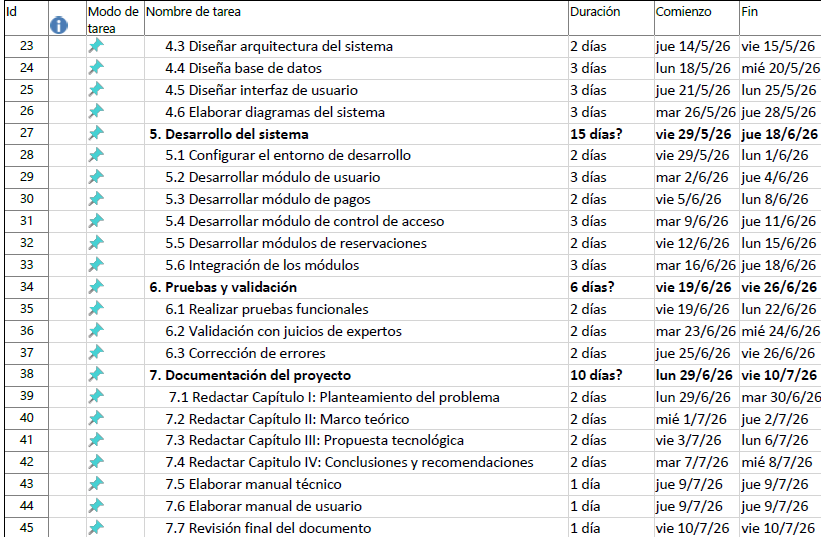 Id Modo de tarea Nombre de tarea Duración Comienzo Fin
23 4.3 Diseñar arquitectura del sistema 2 días jue 14/5/26 vie 15/5/26
24 4.4 Diseña base de datos 3 días lun 18/5/26 mié 20/5/26
25 4.5 Diseñar interfaz de usuario 3 días jue 21/5/26 lun 25/5/26
26 4.6 Elaborar diagramas del sistema 3 días mar 26/5/26 jue 28/5/26
27 5. Desarrollo del sistema 15 días? vie 29/5/26 jue 18/6/26
28 5.1 Configurar el entorno de desarrollo 2 días vie 29/5/26 lun 1/6/26
29 5.2 Desarrollar módulo de usuario 3 días mar 2/6/26 jue 4/6/26
30 5.3 Desarrollar módulo de pagos 2 días vie 5/6/26 lun 8/6/26
31 5.4 Desarrollar módulo de control de acceso 3 días mar 9/6/26 jue 11/6/26
32 5.5 Desarrollar módulos de reservaciones 2 días vie 12/6/26 lun 15/6/26
33 5.6 Integración de los módulos 3 días mar 16/6/26 jue 18/6/26
34 6. Pruebas y validación 6 días? vie 19/6/26 vie 26/6/26
35 6.1 Realizar pruebas funcionales 2 días vie 19/6/26 lun 22/6/26
36 6.2 Validación con juicios de expertos 2 días mar 23/6/26 mié 24/6/26
37 6.3 Corrección de errores 2 días jue 25/6/26 vie 26/6/26
38 7. Documentación del proyecto 10 días? lun 29/6/26 vie 10/7/26
39 7.1 Redactar Capítulo I: Planteamiento del problema 2 días lun 29/6/26 mar 30/6/26
40 7.2 Redactar Capítulo II: Marco teórico 2 días mié 1/7/26 jue 2/7/26
41 7.3 Redactar Capítulo III: Propuesta tecnológica 2 días vie 3/7/26 lun 6/7/26
42 7.4 Redactar Capitulo IV: Conclusiones y recomendaciones 2 días mar 7/7/26 mié 8/7/26
43 7.5 Elaborar manual técnico 1 día jue 9/7/26 jue 9/7/26
44 7.6 Elaborar manual de usuario 1 día jue 9/7/26 jue 9/7/26
45 7.7 Revisión final del documento 1 día vie 10/7/26 vie 10/7/26